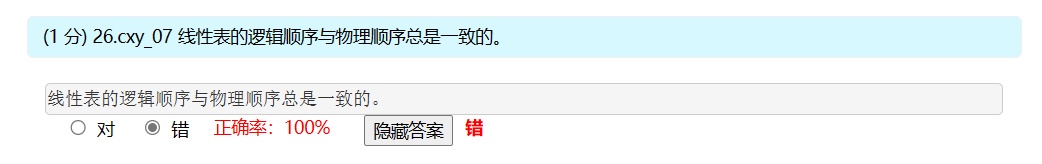 (1 分) 26.cxy_07 线性表的逻辑顺序与物理顺序总是一致的。
线性表的逻辑顺序与物理顺序总是一致的。
对 错 正确率：100% 隐藏答案 错